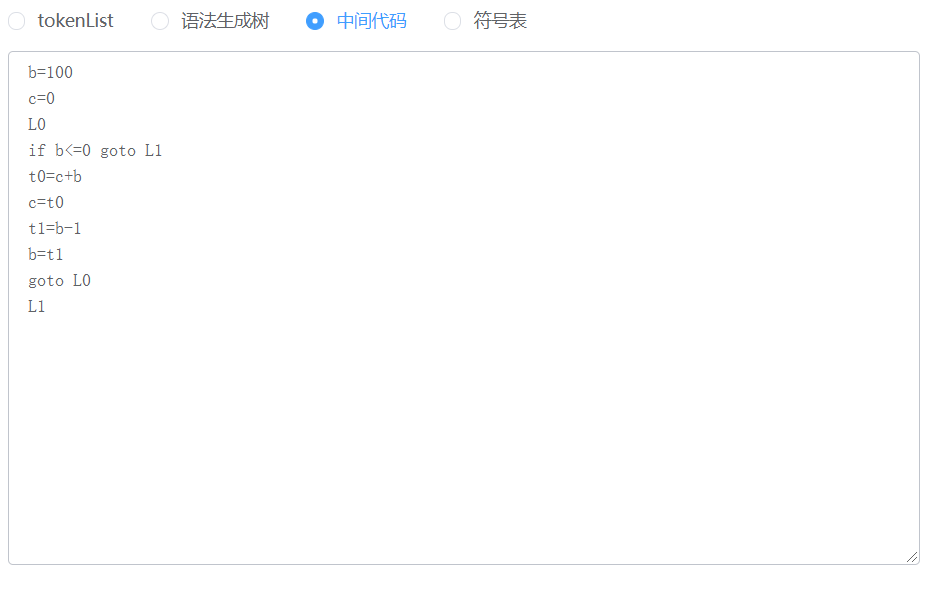 tokenList 语法生成树 中间代码 符号表
b=100
c=0
L0
if b<=0 goto L1
t0=c+b
c=t0
t1=b-1
b=t1
goto L0
L1